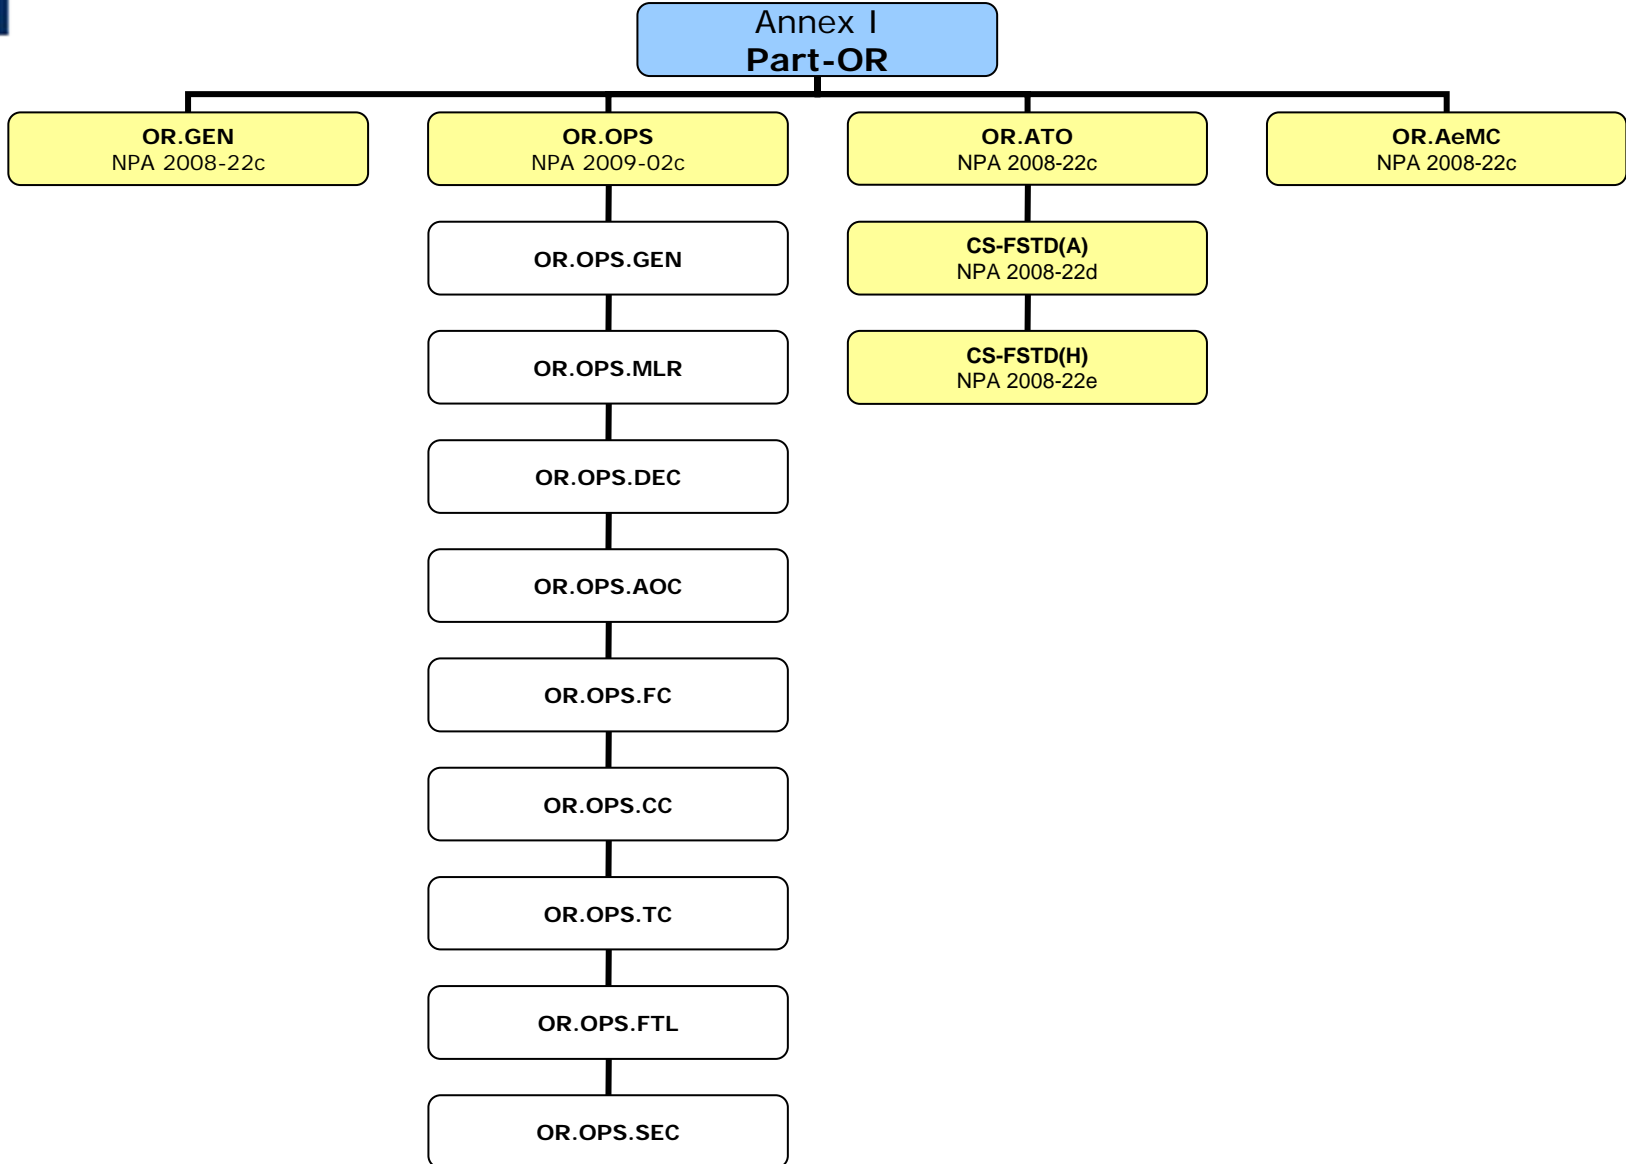 Annex I
Part-OR
OR.GEN
NPA 2008-22c
OR.OPS
NPA 2009-02c
OR.ATO
NPA 2008-22c
OR.AeMC
NPA 2008-22c
OR.OPS.GEN
CS-FSTD(A)
NPA 2008-22d
OR.OPS.MLR
CS-FSTD(H)
NPA 2008-22e
OR.OPS.DEC
OR.OPS.AOC
OR.OPS.FC
OR.OPS.CC
OR.OPS.TC
OR.OPS.FTL
OR.OPS.SEC